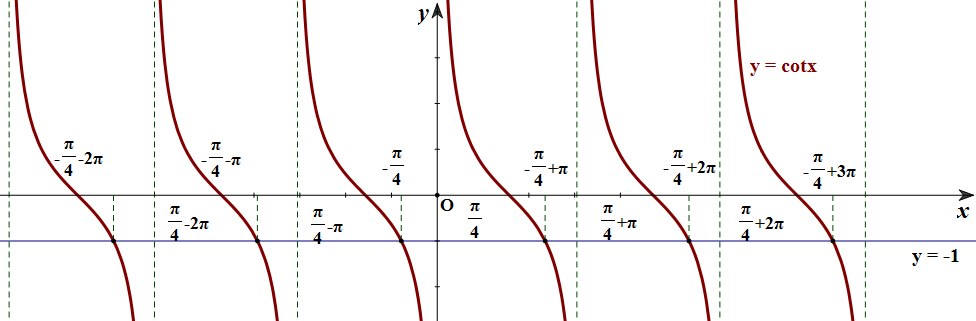 y
y = cotx
-π/4-2π
-π/4-π
-π/4
-π/4+π
-π/4+2π
-π/4+3π
O
x
π/4-2π
π/4-π
π/4
π/4+π
π/4+2π
y = -1